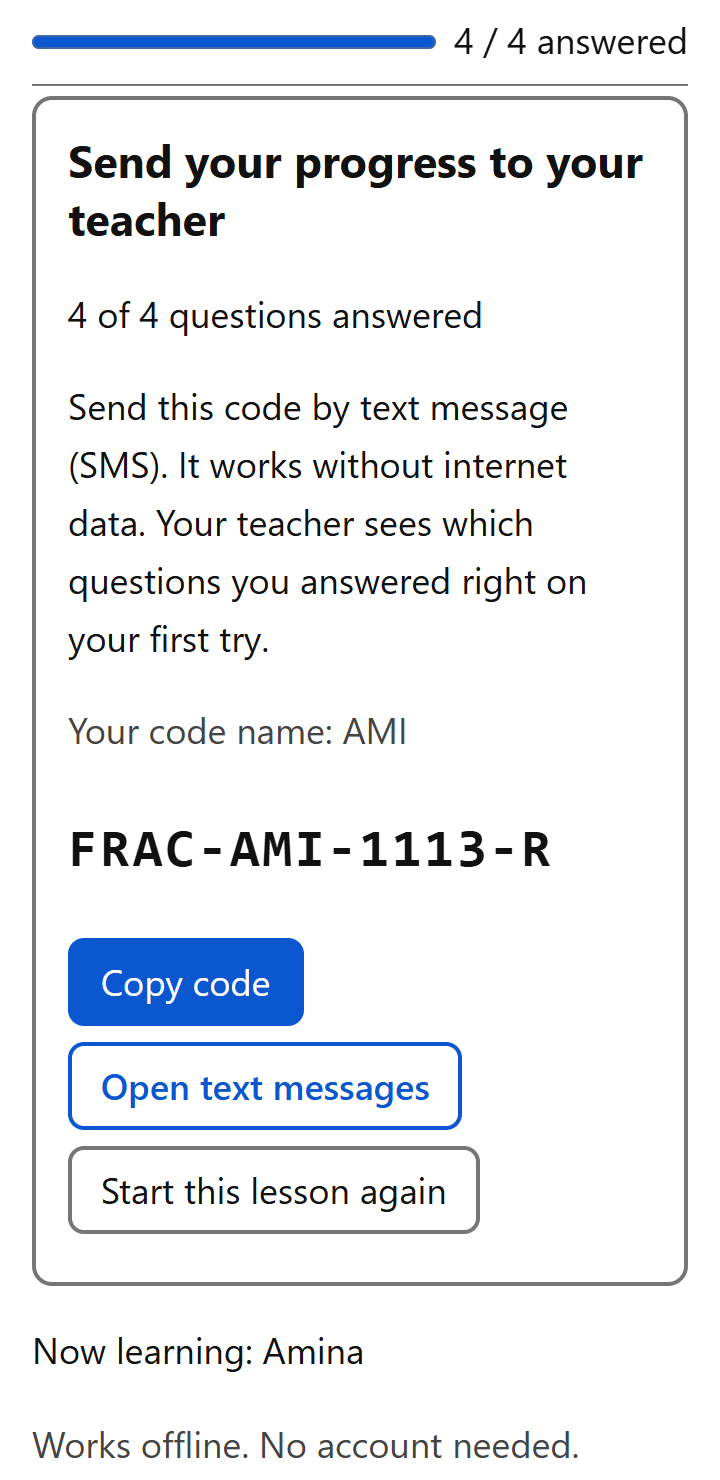 4 / 4 answered
Send your progress to your
teacher
4 of 4 questions answered
Send this code by text message
(SMS). It works without internet
data. Your teacher sees which
questions you answered right on
your first try.
Your code name: AMI
FRAC-AMI-1113-R
Copy code
Open text messages
Start this lesson again
Now learning: Amina
Works offline. No account needed.